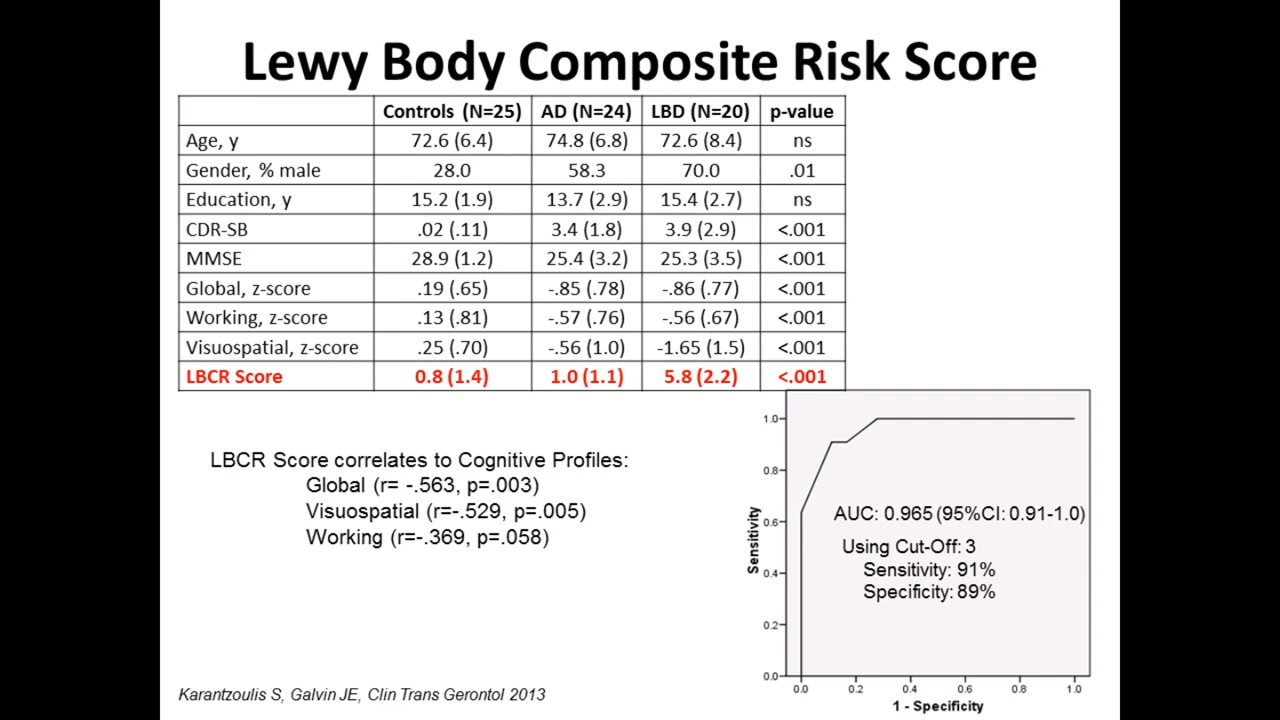 Lewy Body Composite Risk Score
Controls (N=25) AD (N=24) LBD (N=20) p-value
Age, y 72.6 (6.4) 74.8 (6.8) 72.6 (8.4) ns
Gender, % male 28.0 58.3 70.0 .01
Education, y 15.2 (1.9) 13.7 (2.9) 15.4 (2.7) ns
CDR-SB .02 (.11) 3.4 (1.8) 3.9 (2.9) <.001
MMSE 28.9 (1.2) 25.4 (3.2) 25.3 (3.5) <.001
Global, z-score .19 (.65) -.85 (.78) -.86 (.77) <.001
Working, z-score .13 (.81) -.57 (.76) -.56 (.67) <.001
Visuospatial, z-score .25 (.70) -.56 (1.0) -1.65 (1.5) <.001
LBCR Score 0.8 (1.4) 1.0 (1.1) 5.8 (2.2) <.001
LBCR Score correlates to Cognitive Profiles:
Global (r= -.563, p=.003)
Visuospatial (r=-.529, p=.005)
Working (r=-.369, p=.058)
Sensitivity
1.0
0.8
0.6
0.4
0.2
0.0
AUC: 0.965 (95%CI: 0.91-1.0)
Using Cut-Off: 3
Sensitivity: 91%
Specificity: 89%
0.0 0.2 0.4 0.6 0.8 1.0
1 - Specificity
Karantzoulis S, Galvin JE, Clin Trans Gerontol 2013